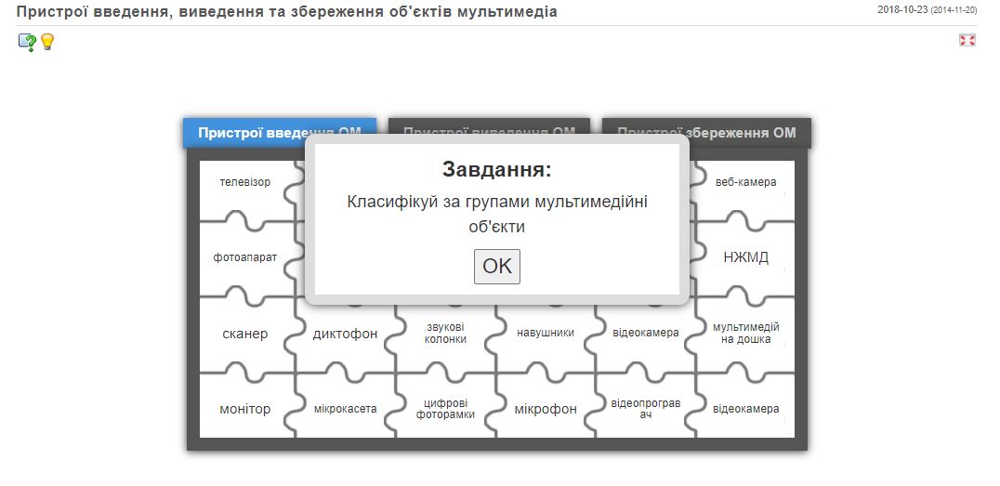 Пристрої введення, виведення та збереження об'єктів мультимедіа
2018-10-23 (2014-11-20)
Пристрої введення ОМ
Пристрої виведення ОМ
Пристрої збереження ОМ
Завдання:
Класифікуй за групами мультимедійні
об'єкти
OK
телевізор
веб-камера
фотоапарат
НЖМД
сканер
диктофон
звукові
колонки
навушники
відеокамера
мультимедій
на дошка
монітор
мікрокасета
цифрові
фоторамки
мікрофон
відеопрограв
ач
відеокамера